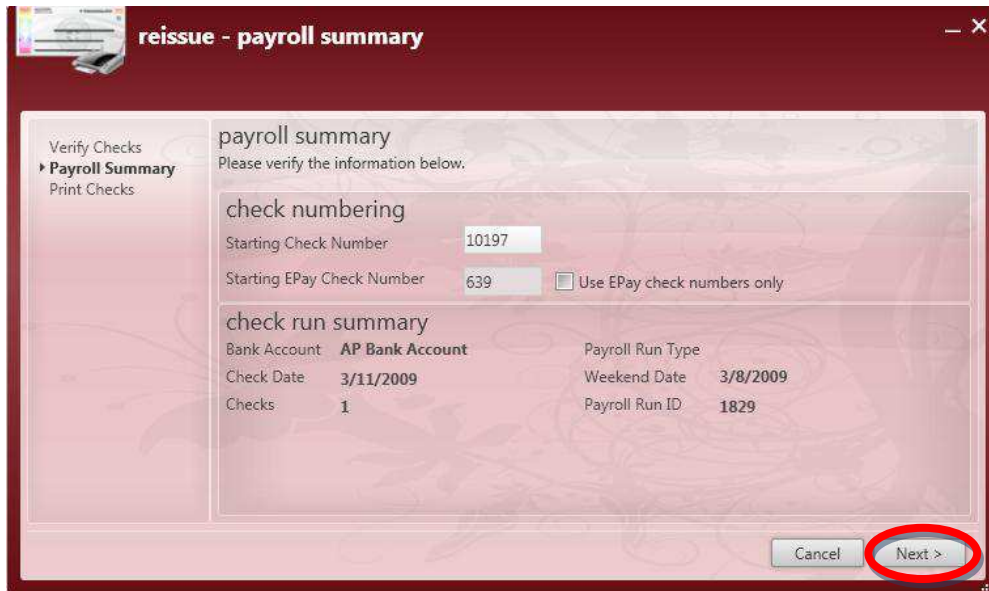 reissue - payroll summary
Verify Checks
Payroll Summary
Print Checks
payroll summary
Please verify the information below.
check numbering
Starting Check Number 10197
Starting EPay Check Number 639 Use EPay check numbers only
check run summary
Bank Account AP Bank Account Payroll Run Type
Check Date 3/11/2009 Weekend Date 3/8/2009
Checks 1 Payroll Run ID 1829
Cancel Next >